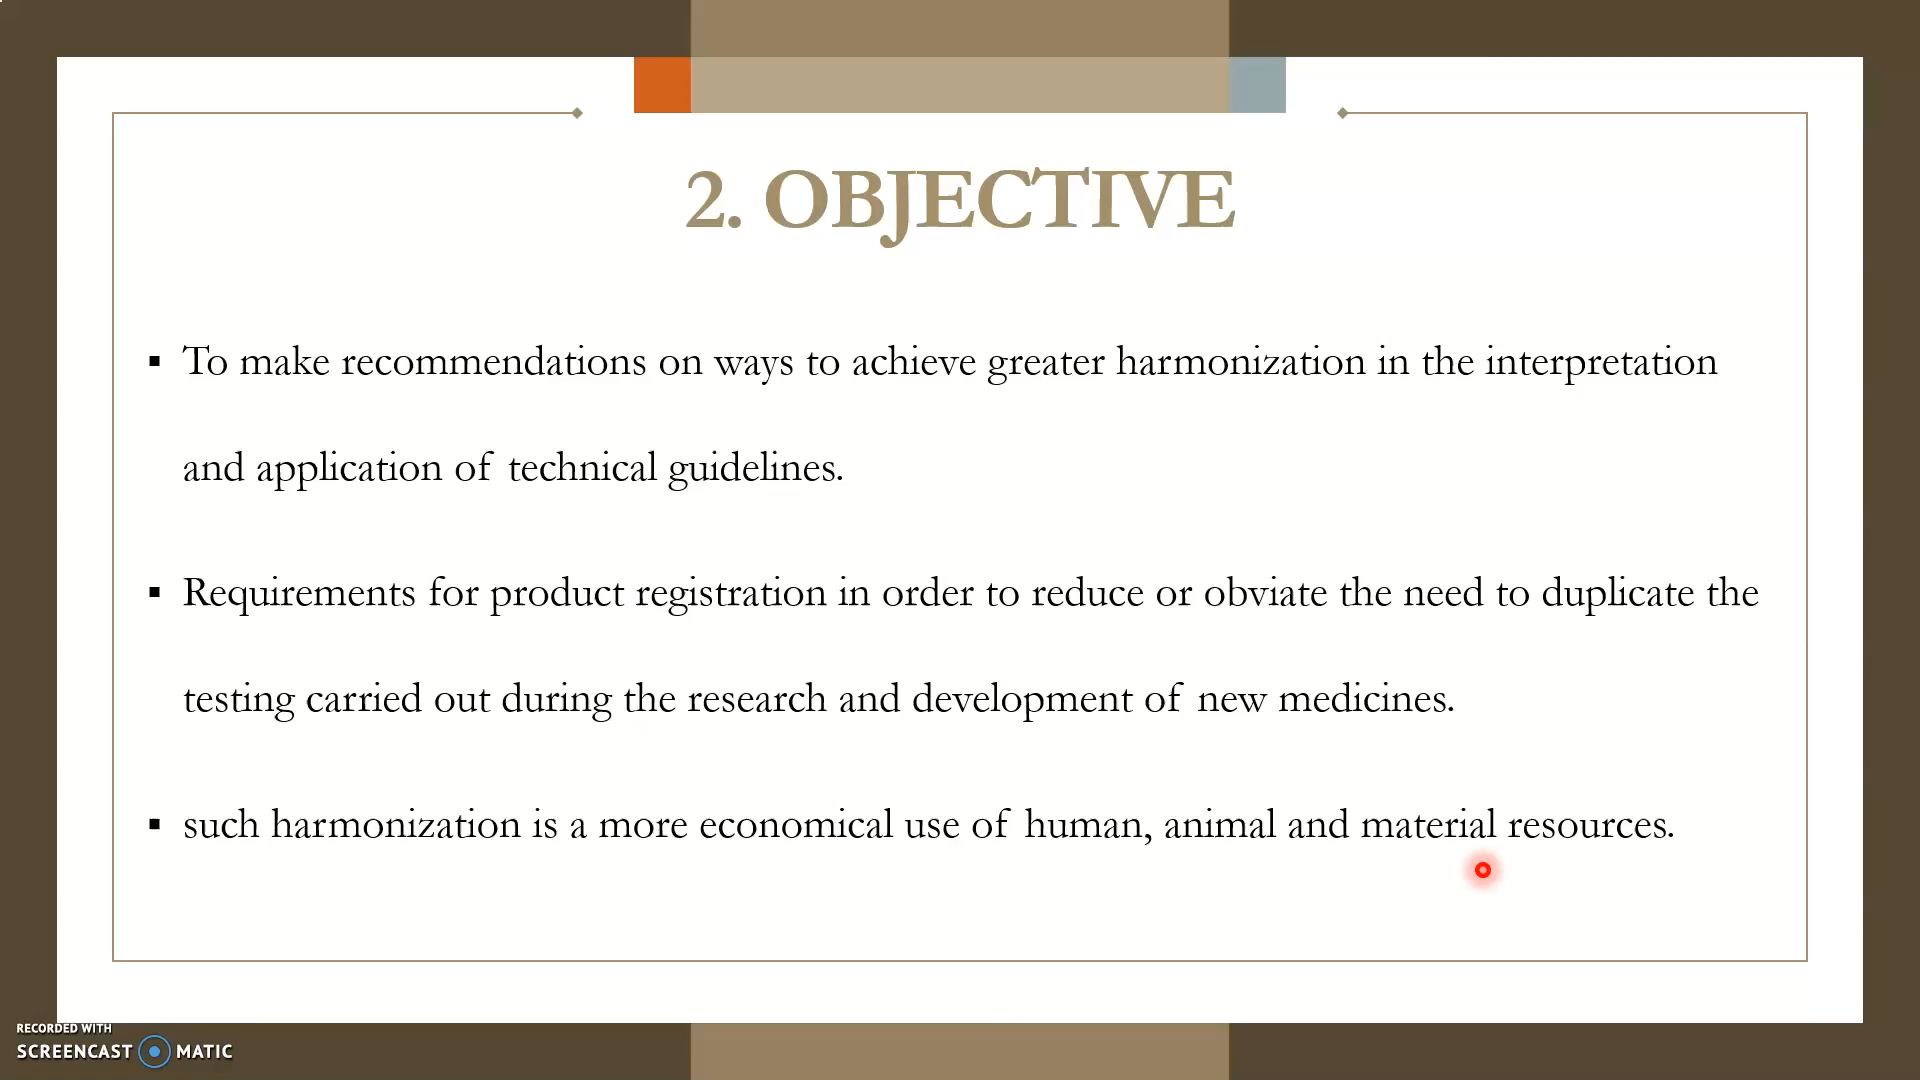 2. OBJECTIVE
▪ To make recommendations on ways to achieve greater harmonization in the interpretation
and application of technical guidelines.
▪ Requirements for product registration in order to reduce or obviate the need to duplicate the
testing carried out during the research and development of new medicines.
▪ such harmonization is a more economical use of human, animal and material resources.
RECORDED WITH
SCREENCAST MATIC